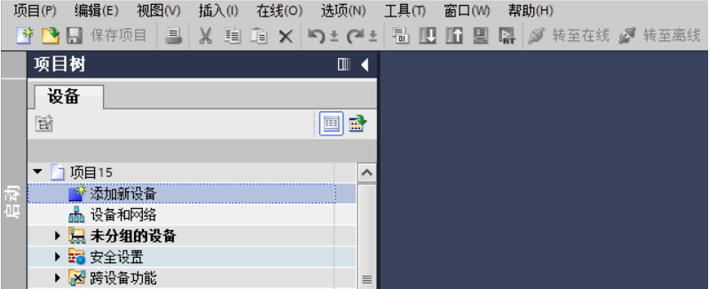 项目(P) 编辑(E) 视图(V) 插入(I) 在线(O) 选项(N) 工具(T) 窗口(W) 帮助(H)
保存项目 转至在线 转至离线
项目树
设备
启动
项目15
添加新设备
设备和网络
未分组的设备
安全设置
跨设备功能